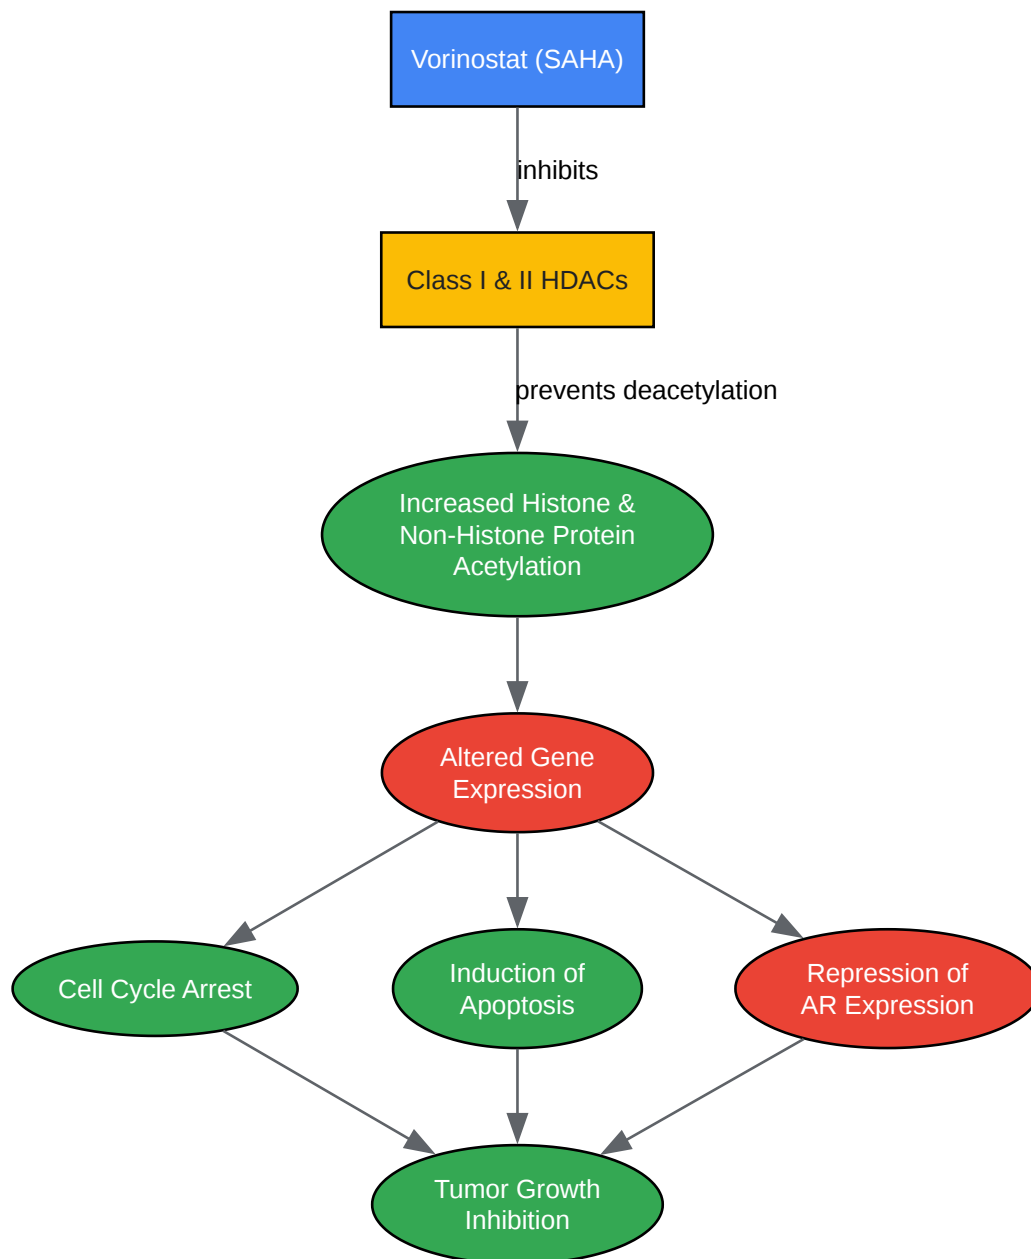 Vorinostat (SAHA)
inhibits
Class I & II HDACs
prevents deacetylation
Increased Histone &
Non-Histone Protein
Acetylation
Altered Gene
Expression
Cell Cycle Arrest
Induction of
Apoptosis
Repression of
AR Expression
Tumor Growth
Inhibition